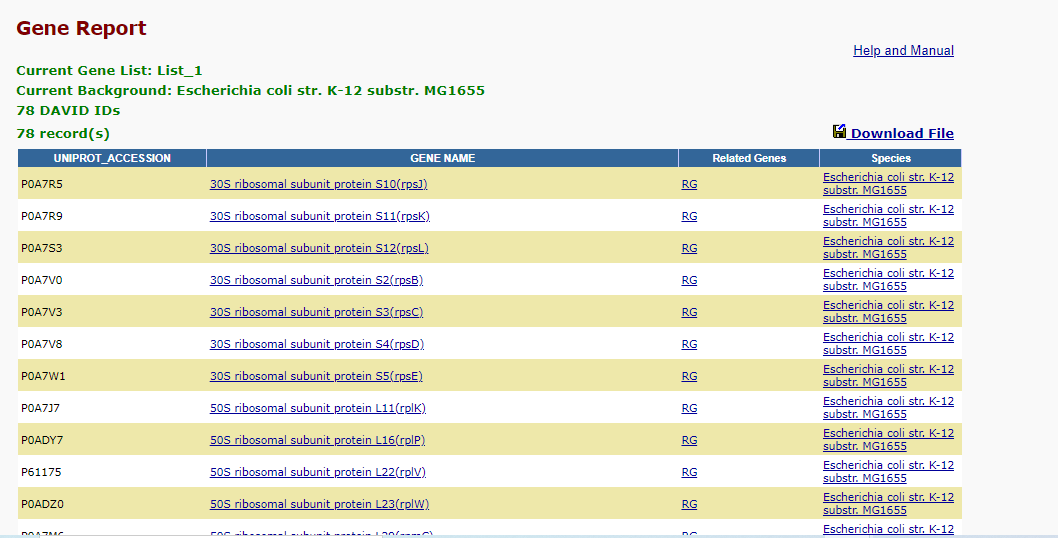 Gene Report
Help and Manual
Current Gene List: List_1
Current Background: Escherichia coli str. K-12 substr. MG1655
78 DAVID IDs
78 record(s)
Download File
UNIPROT_ACCESSION GENE NAME Related Genes Species
P0A7R5 30S ribosomal subunit protein S10(rpsJ) RG Escherichia coli str. K-12
substr. MG1655
P0A7R9 30S ribosomal subunit protein S11(rpsK) RG Escherichia coli str. K-12
substr. MG1655
P0A7S3 30S ribosomal subunit protein S12(rpsL) RG Escherichia coli str. K-12
substr. MG1655
P0A7V0 30S ribosomal subunit protein S2(rpsB) RG Escherichia coli str. K-12
substr. MG1655
P0A7V3 30S ribosomal subunit protein S3(rpsC) RG Escherichia coli str. K-12
substr. MG1655
P0A7V8 30S ribosomal subunit protein S4(rpsD) RG Escherichia coli str. K-12
substr. MG1655
P0A7W1 30S ribosomal subunit protein S5(rpsE) RG Escherichia coli str. K-12
substr. MG1655
P0A7J7 50S ribosomal subunit protein L11(rplK) RG Escherichia coli str. K-12
substr. MG1655
P0ADY7 50S ribosomal subunit protein L16(rplP) RG Escherichia coli str. K-12
substr. MG1655
P61175 50S ribosomal subunit protein L22(rplV) RG Escherichia coli str. K-12
substr. MG1655
P0ADZ0 50S ribosomal subunit protein L23(rplW) RG Escherichia coli str. K-12
substr. MG1655
P0A7M6 50S ribosomal subunit protein L29(rpmC) RG Escherichia coli str. K-12